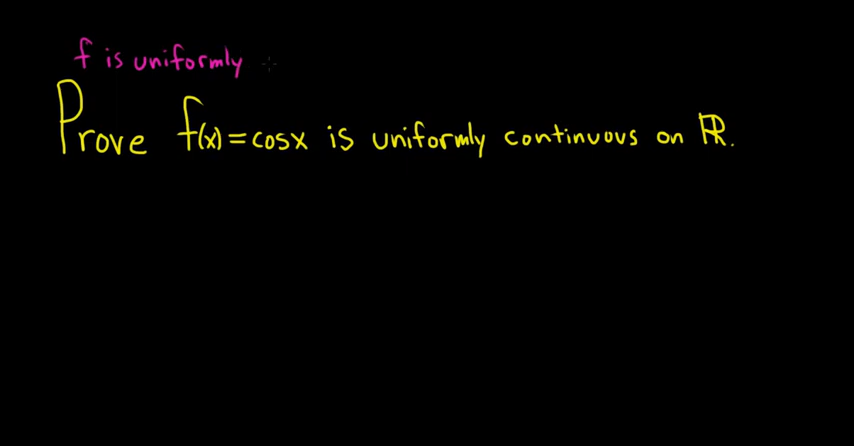 f is uniformly
Prove f(x)=cosx is uniformly continuous on ℝ.